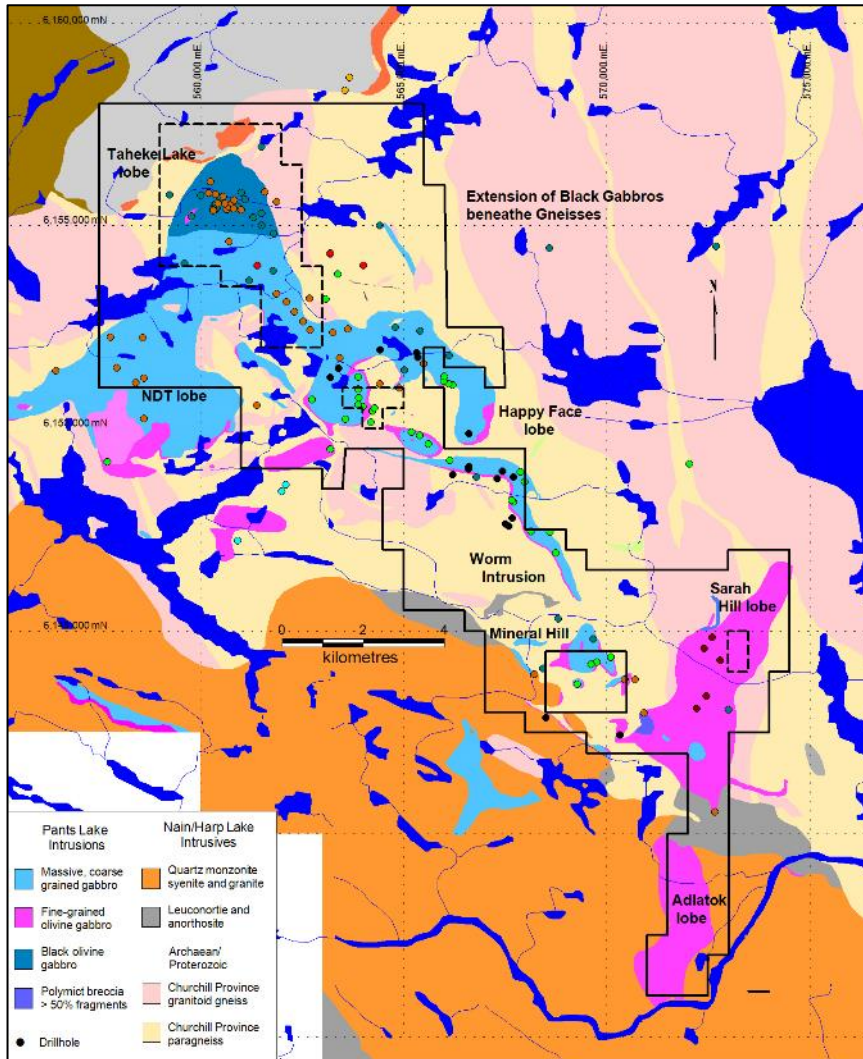 6,160,000 mN
560,000 mE
565,000 mE
570,000 mE
575,000 mE
Taheke Lake
lobe
Extension of Black Gabbros
beneathe Gneisses
6,155,000 mN
N
NDT lobe
Happy Face
lobe
6,150,000 mN
Worm
Intrusion
Sarah
Hill lobe
Mineral Hill
0 2 4
kilometres
Adlatok
lobe
Pants Lake
Intrusions
Massive, coarse
grained gabbro
Fine-grained
olivine gabbro
Black olivine
gabbro
Polymict breccia
> 50% fragments
Drillhole
Nain/Harp Lake
Intrusives
Quartz monzonite
syenite and granite
Leuconortie and
anorthosite
Archaean/
Proterozoic
Churchill Province
granitoid gneiss
Churchill Province
paragneiss